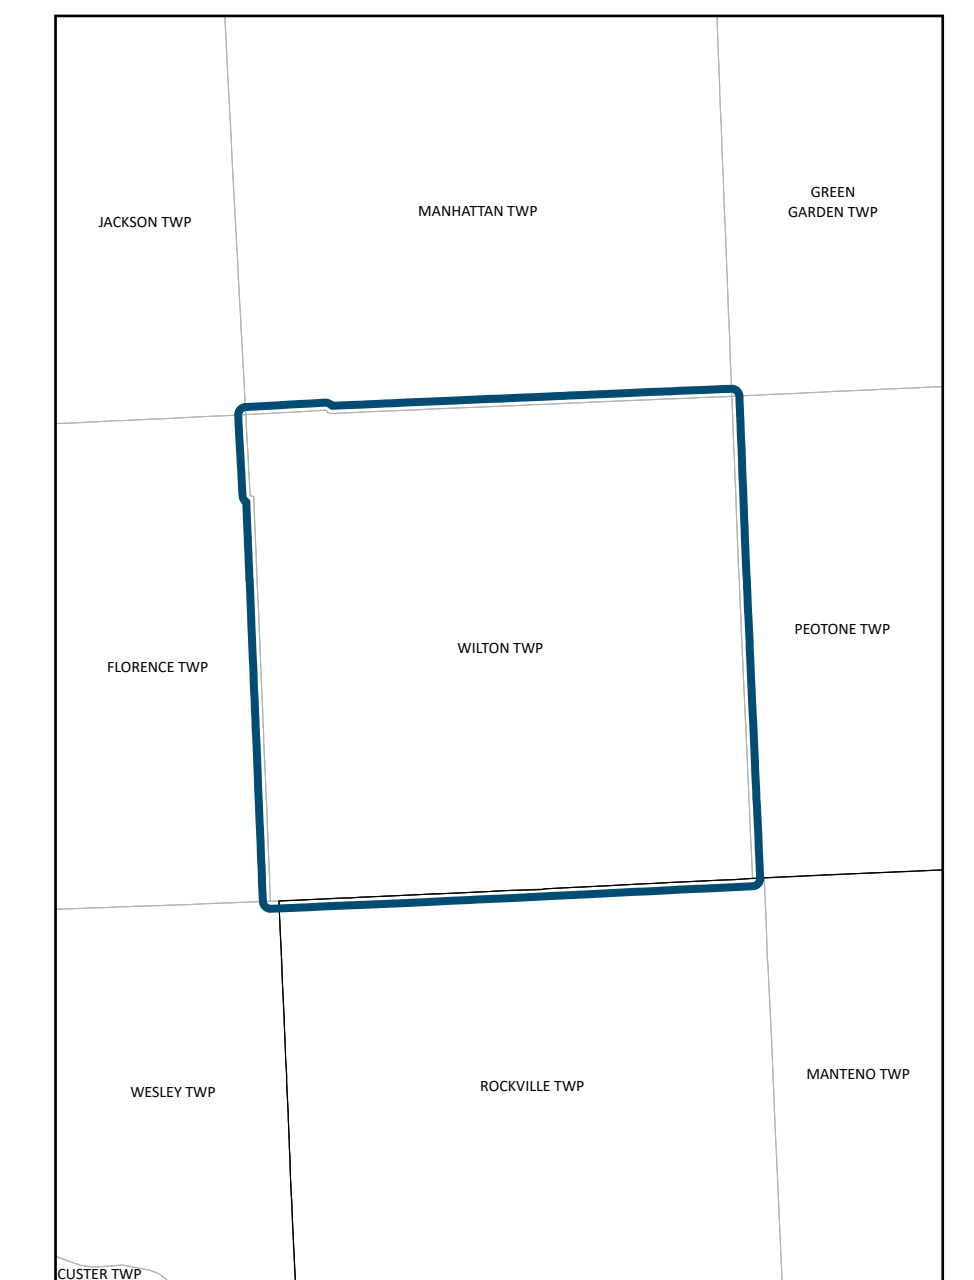 GREEN
GARDEN TWP
MANHATTAN TWP
JACKSON TWP
PEOTONE TWP
WILTON TWP
FLORENCE TWP
MANTENO TWP
ROCKVILLE TWP
WESLEY TWP
CUSTER TWP